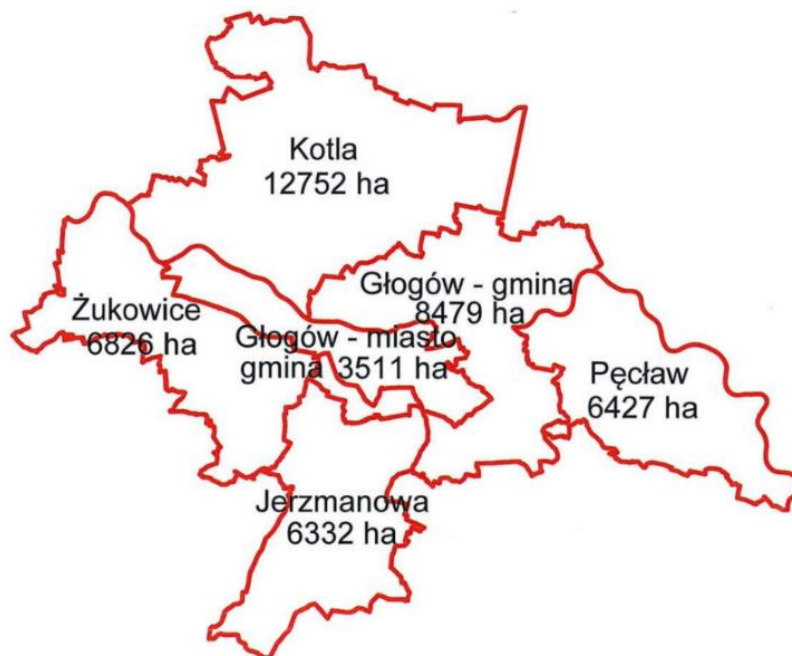 Kotla
12752 ha
Głogów - gmina
8479 ha
Żukowice
6826 ha
Głogów - miasto
gmina 3511 ha
Pęcław
6427 ha
Jerzmanowa
6332 ha